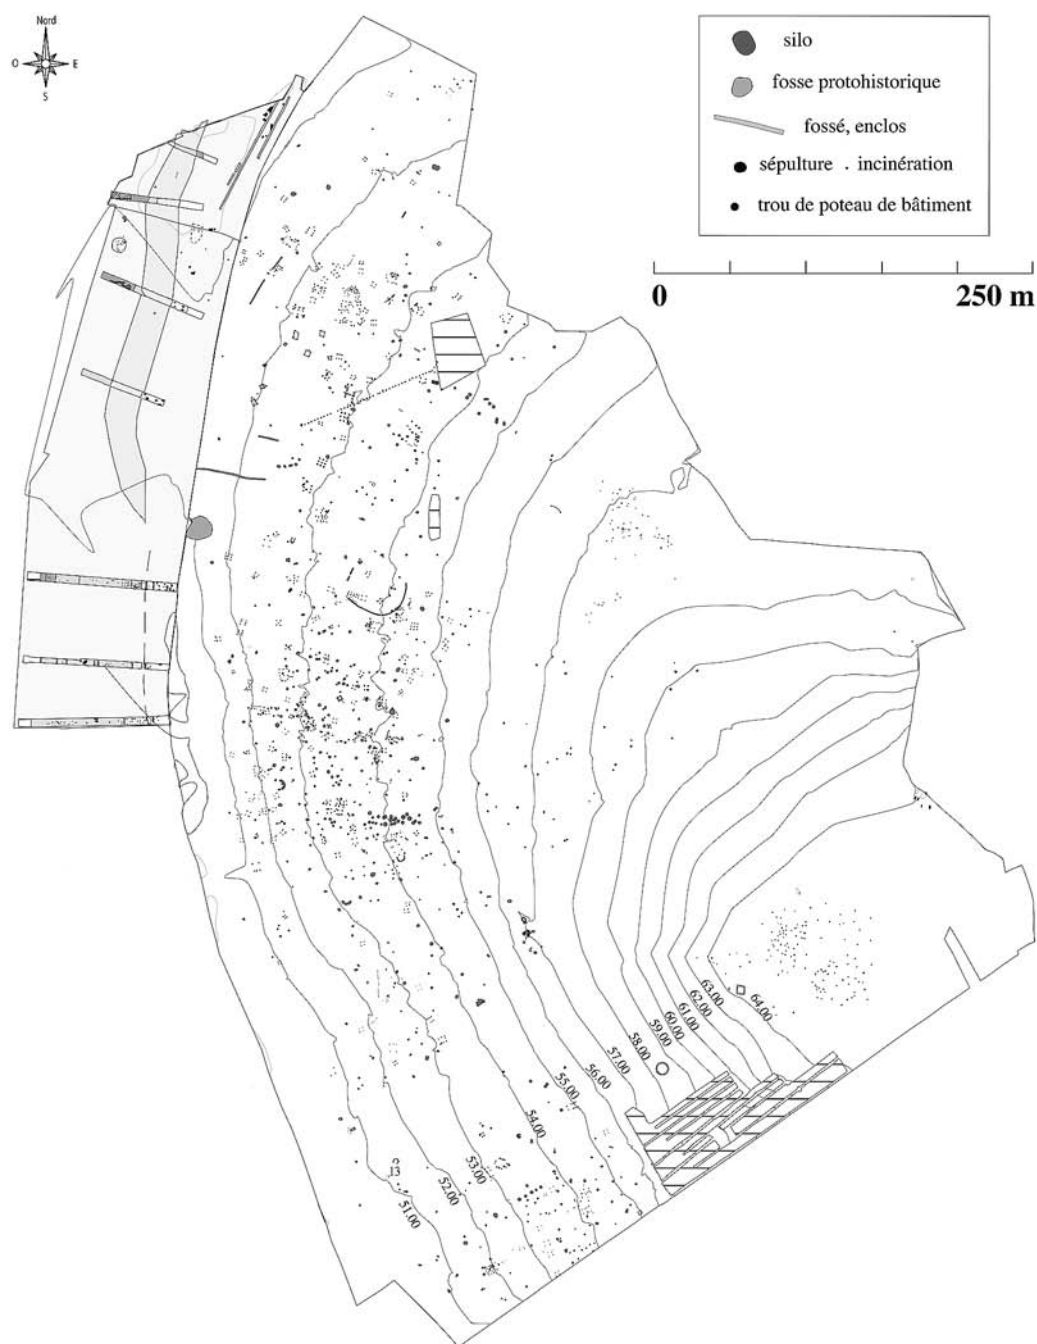 Nord
O E
S
silo
fosse protohistorique
fossé, enclos
sépulture . incinération
trou de poteau de bâtiment
0 250 m
64.00
63.00
62.00
61.00
60.00
59.00
58.00
57.00
56.00
55.00
54.00
53.00
52.00
51.00
13